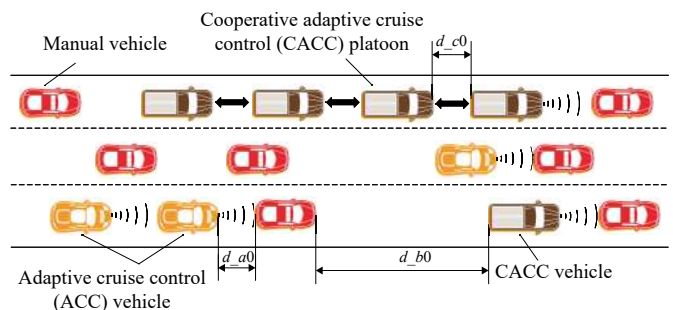 Manual vehicle
Cooperative adaptive cruise
control (CACC) platoon
d_c0
d_a0
d_b0
Adaptive cruise control
(ACC) vehicle
CACC vehicle